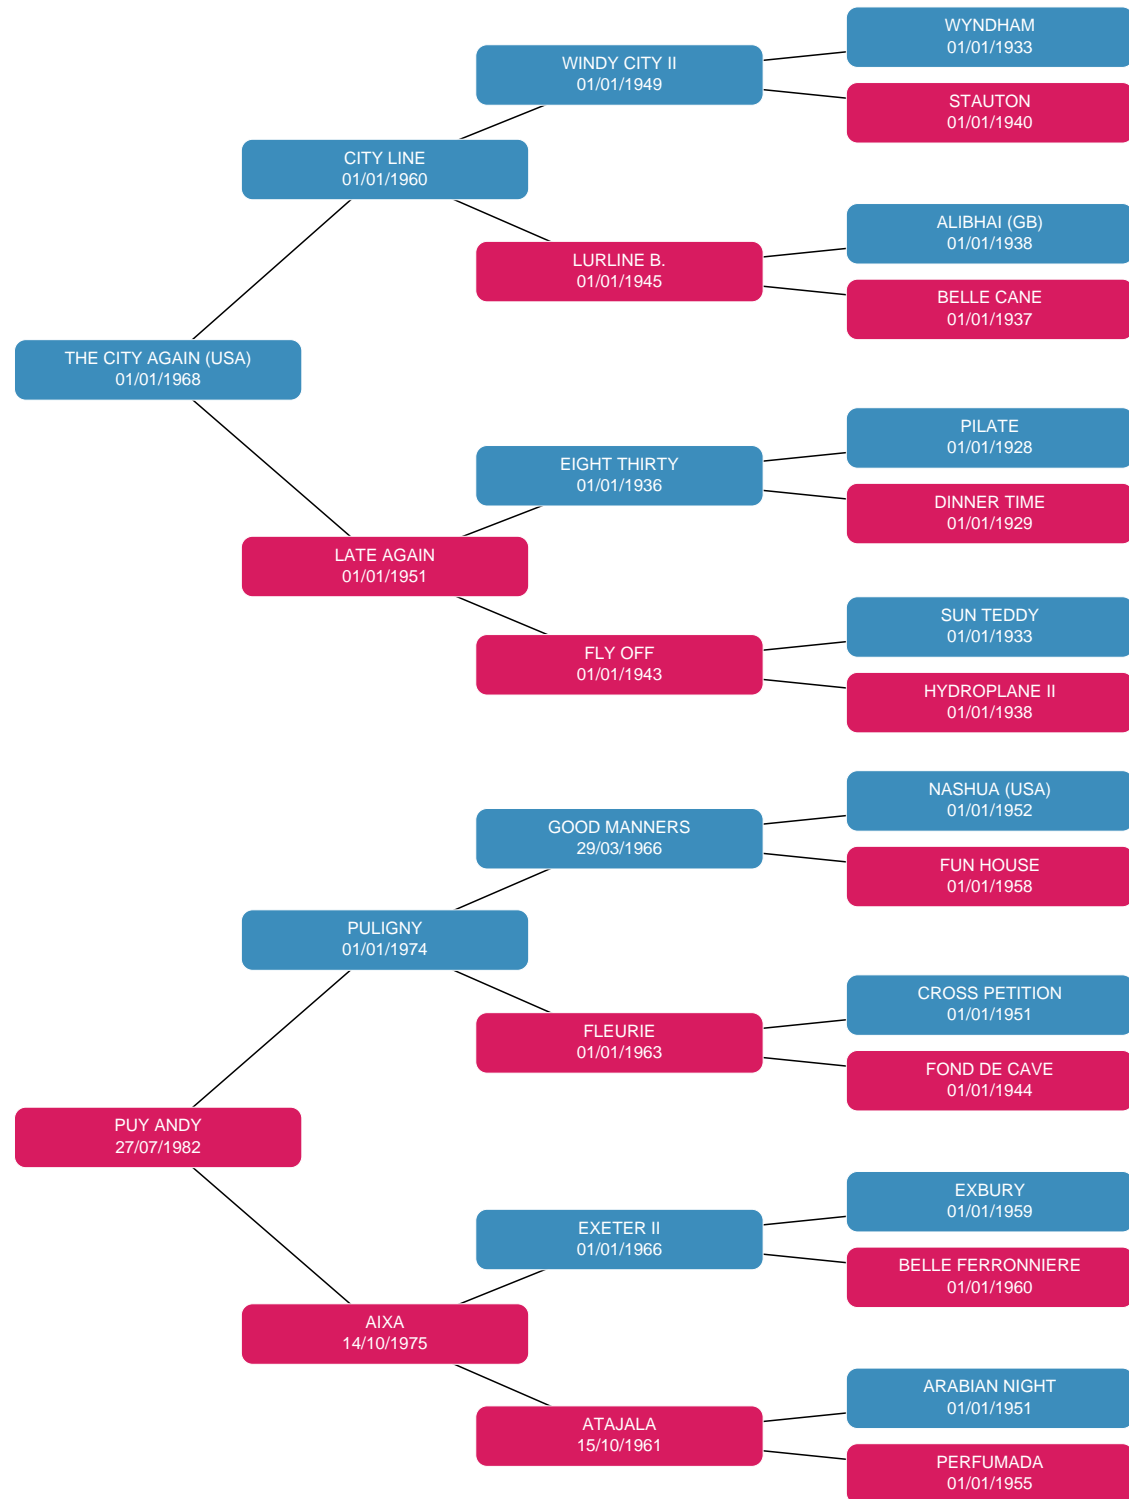 WYNDHAM
01/01/1933
WINDY CITY II
01/01/1949
STAUTON
01/01/1940
CITY LINE
01/01/1960
ALIBHAI (GB)
01/01/1938
LURLINE B.
01/01/1945
BELLE CANE
01/01/1937
THE CITY AGAIN (USA)
01/01/1968
PILATE
01/01/1928
EIGHT THIRTY
01/01/1936
DINNER TIME
01/01/1929
LATE AGAIN
01/01/1951
SUN TEDDY
01/01/1933
FLY OFF
01/01/1943
HYDROPLANE II
01/01/1938
NASHUA (USA)
01/01/1952
GOOD MANNERS
29/03/1966
FUN HOUSE
01/01/1958
PULIGNY
01/01/1974
CROSS PETITION
01/01/1951
FLEURIE
01/01/1963
FOND DE CAVE
01/01/1944
PUY ANDY
27/07/1982
EXBURY
01/01/1959
EXETER II
01/01/1966
BELLE FERRONNIERE
01/01/1960
AIXA
14/10/1975
ARABIAN NIGHT
01/01/1951
ATAJALA
15/10/1961
PERFUMADA
01/01/1955